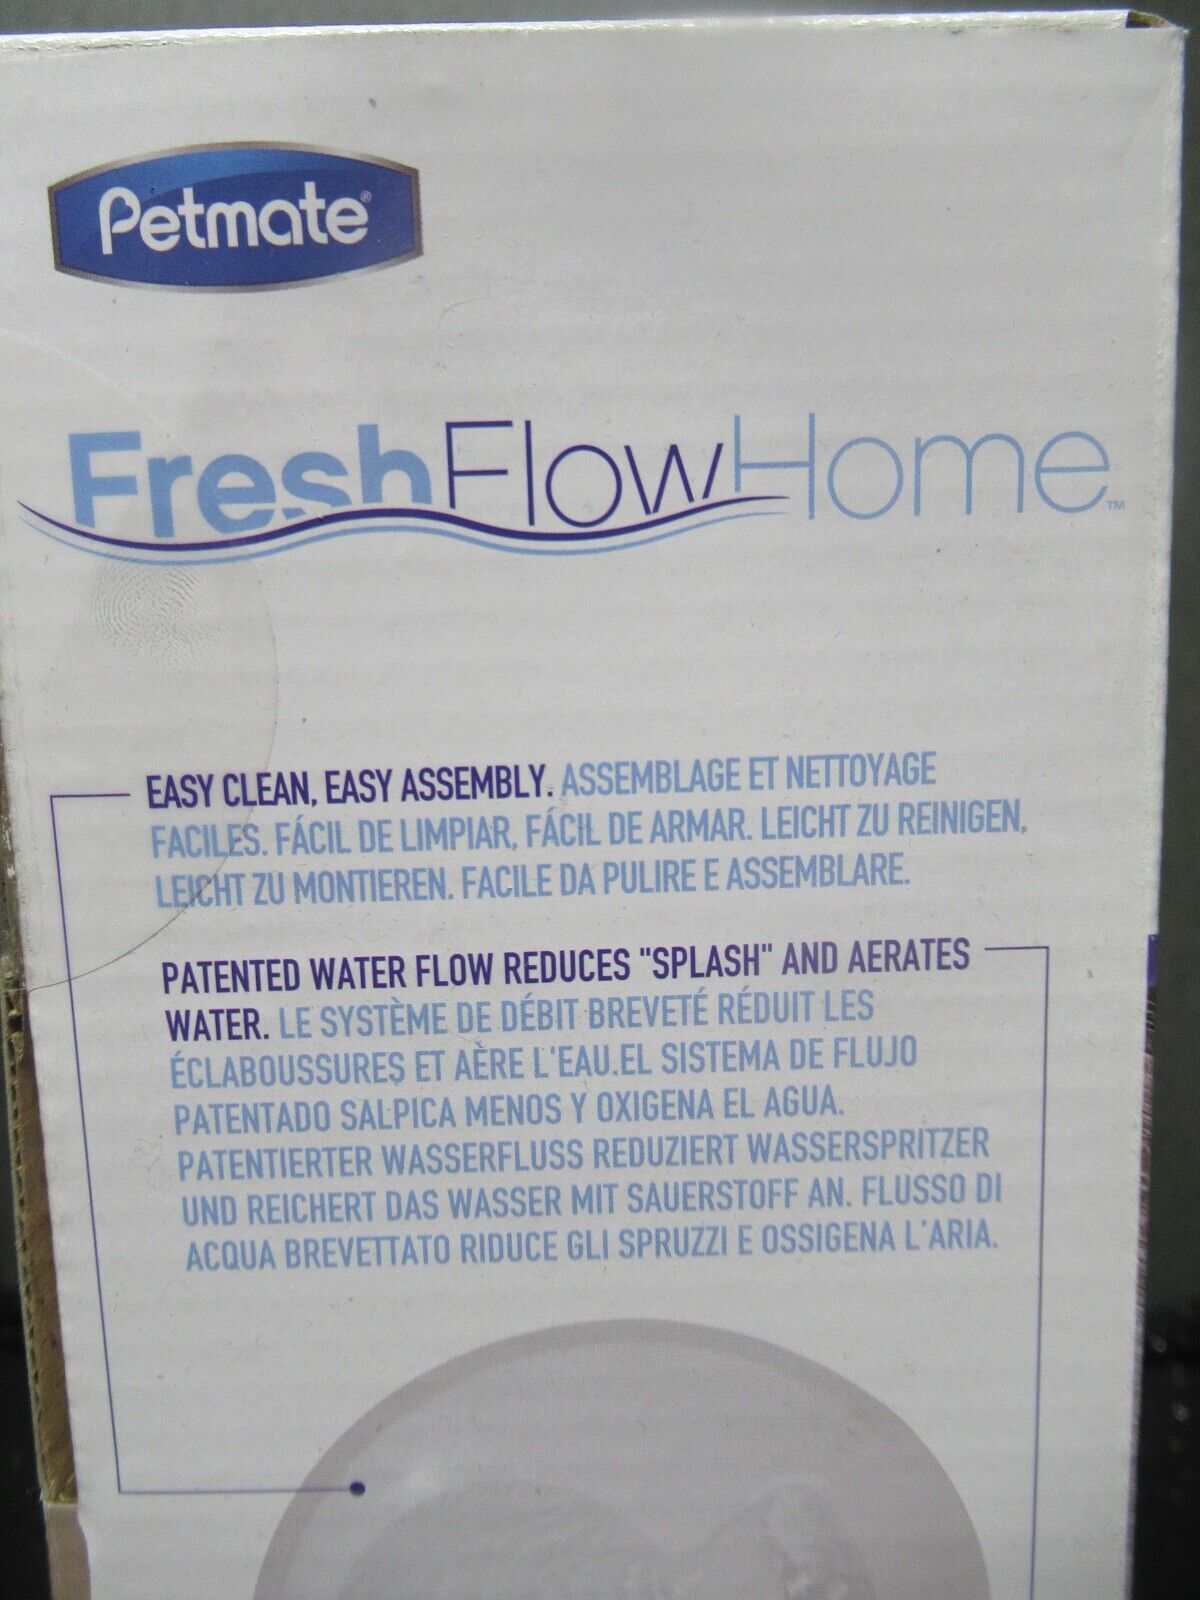 Petmate®
FreshFlowHome™
EASY CLEAN, EASY ASSEMBLY. ASSEMBLAGE ET NETTOYAGE
FACILES. FÁCIL DE LIMPIAR, FÁCIL DE ARMAR. LEICHT ZU REINIGEN,
LEICHT ZU MONTIEREN. FACILE DA PULIRE E ASSEMBLARE.
PATENTED WATER FLOW REDUCES "SPLASH" AND AERATES
WATER. LE SYSTÈME DE DÉBIT BREVETÉ RÉDUIT LES
ÉCLABOUSSURES ET AÈRE L'EAU.EL SISTEMA DE FLUJO
PATENTADO SALPICA MENOS Y OXIGENA EL AGUA.
PATENTIERTER WASSERFLUSS REDUZIERT WASSERSPRITZER
UND REICHERT DAS WASSER MIT SAUERSTOFF AN. FLUSSO DI
ACQUA BREVETTATO RIDUCE GLI SPRUZZI E OSSIGENA L'ARIA.